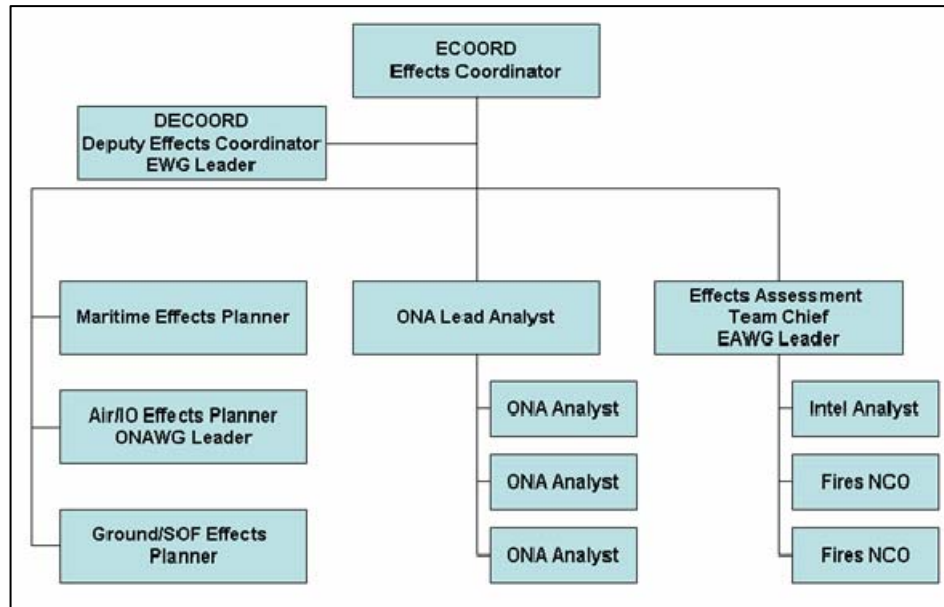 ECOORD
Effects Coordinator
DECOORD
Deputy Effects Coordinator
EWG Leader
Maritime Effects Planner
Air/IO Effects Planner
ONAWG Leader
Ground/SOF Effects
Planner
ONA Lead Analyst
ONA Analyst
ONA Analyst
ONA Analyst
Effects Assessment
Team Chief
EAWG Leader
Intel Analyst
Fires NCO
Fires NCO